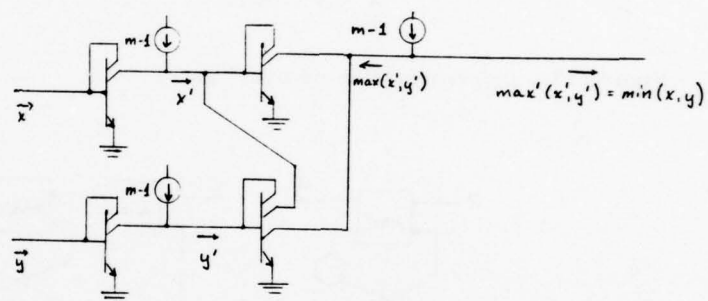 m-1
m-1
x
x'
max(x',y')
max'(x',y') = min(x,y)
m-1
y
y'